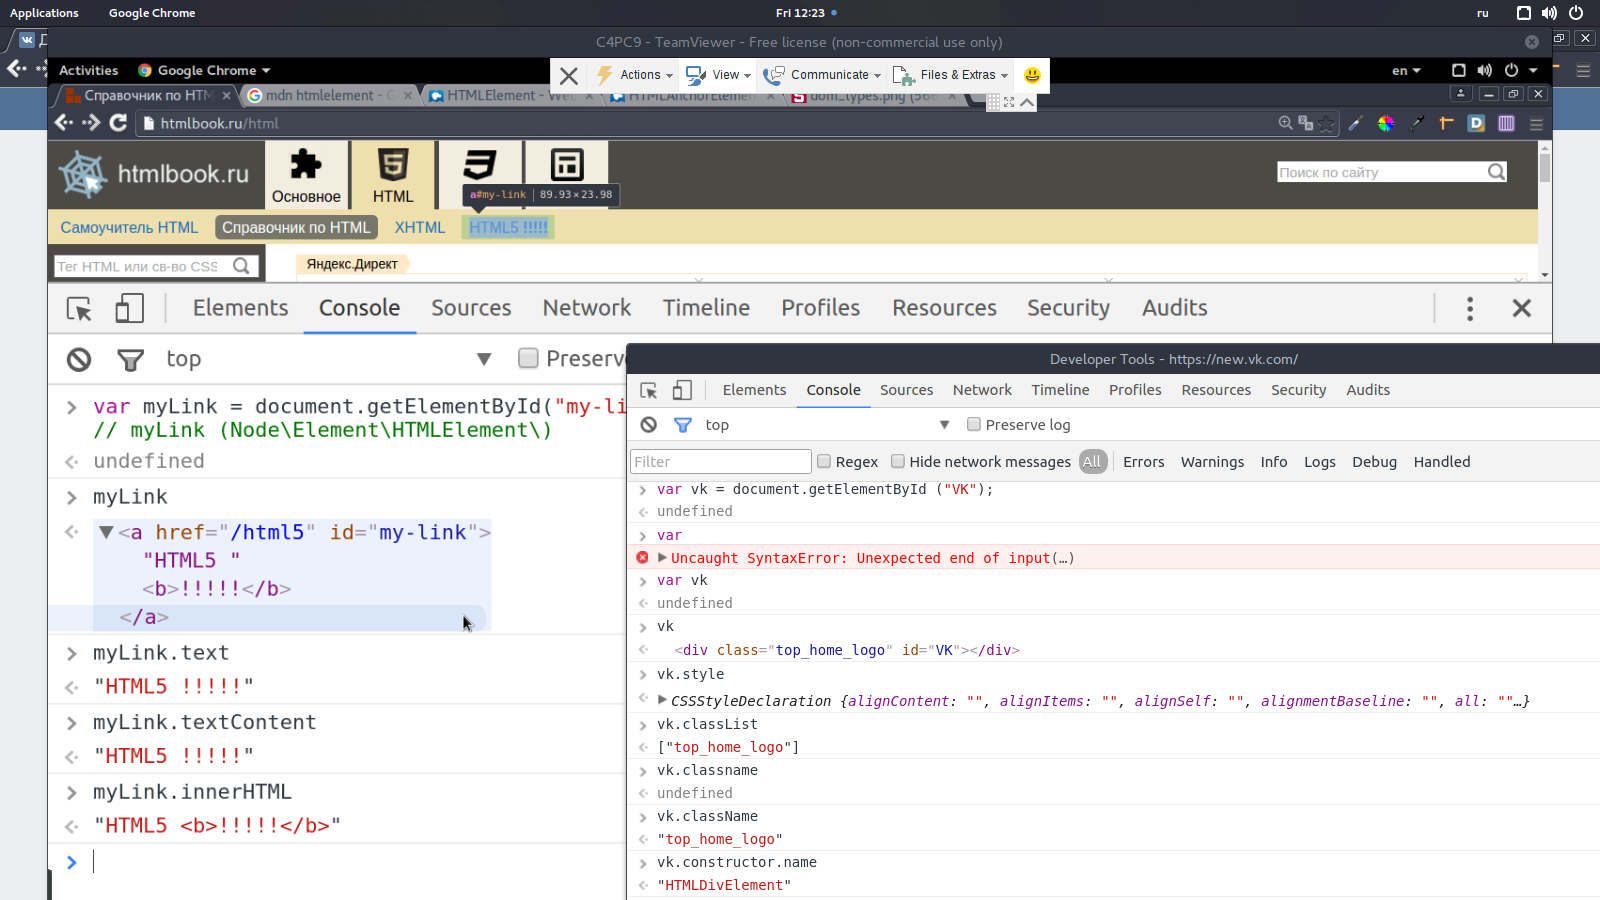 Applications Google Chrome Fri 12:23 ru
C4PC9 - TeamViewer - Free license (non-commercial use only)
Activities Google Chrome en
Actions View Communicate Files & Extras
Справочник по HTM mdn htmlelement - G HTMLElement - Web HTMLAnchorElemen dom_types.png (566
htmlbook.ru/html
htmlbook.ru
Основное HTML
Поиск по сайту
a#my-link 89.93 × 23.98
Самоучитель HTML Справочник по HTML XHTML HTML5 !!!!!
Тег HTML или св-во CSS
Яндекс.Директ
Elements Console Sources Network Timeline Profiles Resources Security Audits
top Preserve
var myLink = document.getElementById("my-li
// myLink (Node\Element\HTMLElement\)
undefined
myLink
<a href="/html5" id="my-link">
"HTML5 "
<b>!!!!!</b>
</a>
myLink.text
"HTML5 !!!!!"
myLink.textContent
"HTML5 !!!!!"
myLink.innerHTML
"HTML5 <b>!!!!!</b>"
Developer Tools - https://new.vk.com/
Elements Console Sources Network Timeline Profiles Resources Security Audits
top Preserve log
Filter Regex Hide network messages All Errors Warnings Info Logs Debug Handled
var vk = document.getElementById ("VK");
undefined
var
Uncaught SyntaxError: Unexpected end of input(…)
var vk
undefined
vk
<div class="top_home_logo" id="VK"></div>
vk.style
CSSStyleDeclaration {alignContent: "", alignItems: "", alignSelf: "", alignmentBaseline: "", all: ""…}
vk.classList
["top_home_logo"]
vk.classname
undefined
vk.className
"top_home_logo"
vk.constructor.name
"HTMLDivElement"